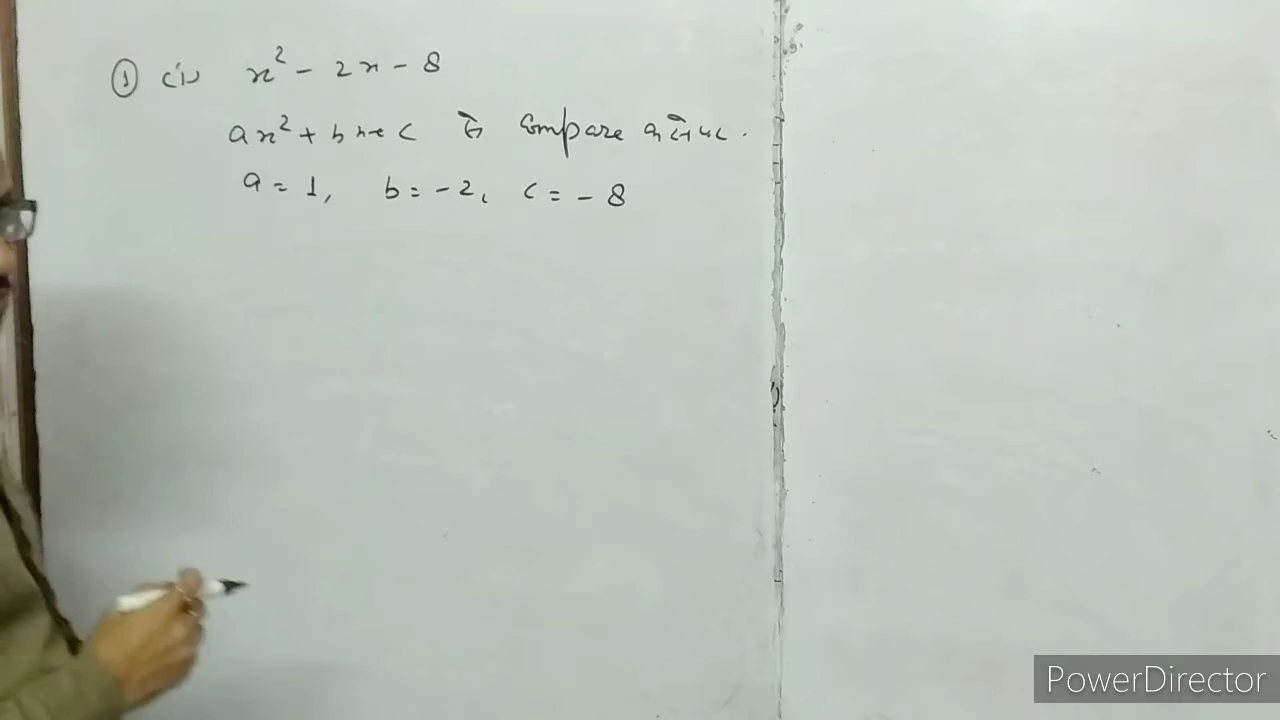 ① (i) x² - 2x - 8
ax² + bx + c से compare करने पर
a = 1, b = -2, c = -8
PowerDirector